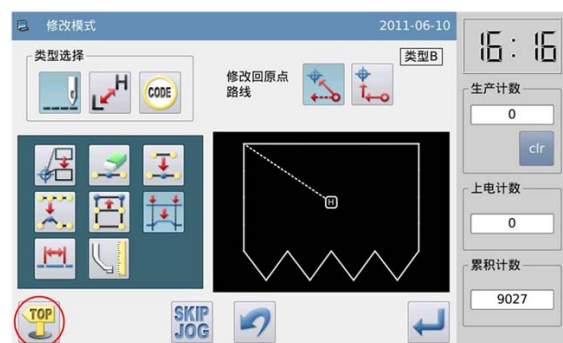 修改模式
2011-06-10
16:16
类型选择
H
L
CODE
修改回原点
路线
类型B
生产计数
0
clr
H
上电计数
0
累积计数
9027
TOP
SKIP
JOG